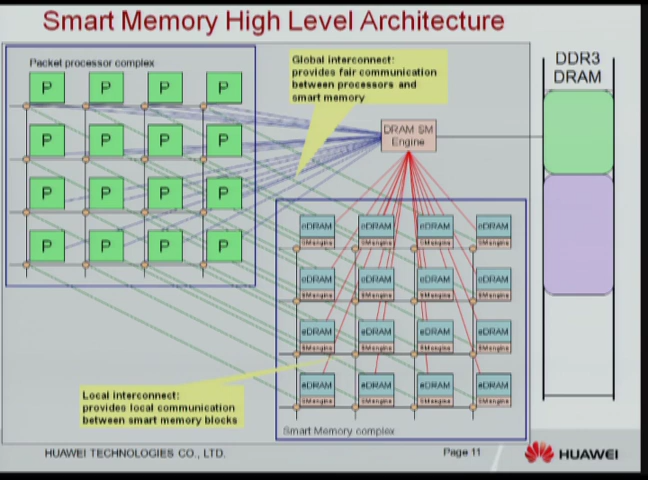 Smart Memory High Level Architecture
Packet processor complex
P P P P
P P P P
P P P P
P P P P
Global interconnect:
provides fair communication
between processors and
smart memory
DRAM SM
Engine
DDR3
DRAM
eDRAM eDRAM eDRAM eDRAM
SMengine SMengine SMengine SMengine
eDRAM eDRAM eDRAM eDRAM
SMengine SMengine SMengine SMengine
eDRAM eDRAM eDRAM eDRAM
SMengine SMengine SMengine SMengine
eDRAM eDRAM eDRAM eDRAM
SMengine SMengine SMengine SMengine
Local interconnect:
provides local communication
between smart memory blocks
Smart Memory complex
HUAWEI TECHNOLOGIES CO., LTD.
Page 11
HUAWEI